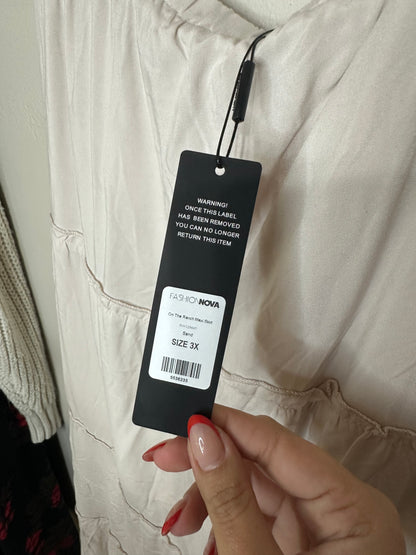 WARNING!
ONCE THIS LABEL
HAS BEEN REMOVED
YOU CAN NO LONGER
RETURN THIS ITEM
FASHIONNOVA
On The Ranch Maxi Skirt
Sand
SIZE 3X